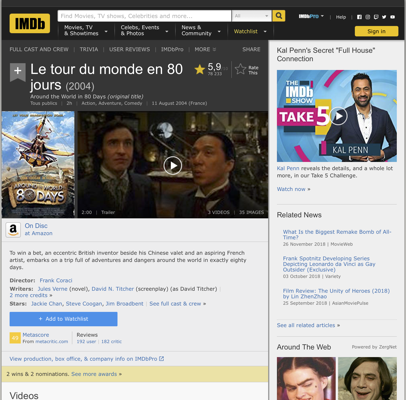 IMDb
Find Movies, TV shows, Celebrities and more...
All
IMDbPro
Help
Movies, TV & Showtimes
Celebs, Events & Photos
News & Community
Watchlist
Sign in
FULL CAST AND CREW | TRIVIA | USER REVIEWS | IMDbPro | MORE
SHARE
Le tour du monde en 80
jours (2004)
5,9
Rate
This
Around the World in 80 Days (original title)
Tous publics | 2h | Action, Adventure, Comedy | 11 August 2004 (France)
AROUND THE WORLD
80 DAYS
2:00 | Trailer
3 VIDEOS | 35 IMAGES
On Disc
at Amazon
To win a bet, an eccentric British inventor beside his Chinese valet and an aspiring French
artist, embarks on a trip full of adventures and dangers around the world in exactly eighty
days.
Director: Frank Coraci
Writers: Jules Verne (novel), David N. Titcher (screenplay) (as David Titcher) |
2 more credits »
Stars: Jackie Chan, Steve Coogan, Jim Broadbent | See full cast & crew »
+ Add to Watchlist
Metascore
From metacritic.com
Reviews
192 user | 182 critic
View production, box office, & company info on IMDbPro
2 wins & 2 nominations. See more awards »
Videos
Kal Penn's Secret "Full House"
Connection
THE
IMDb
SHOW
TAKE 5
KAL PENN
Kal Penn reveals the details, and a whole lot
more, in our Take 5 Challenge.
Watch now »
Related News
What Is the Biggest Remake Bomb of All-
Time?
26 November 2018 | MovieWeb
Frank Spotnitz Developing Series
Depicting Leonardo da Vinci as Gay
Outsider (Exclusive)
03 October 2018 | Variety
Film Review: The Unity of Heroes (2018)
by Lin ZhenZhao
25 September 2018 | AsianMoviePulse
See all related articles »
Around The Web
Powered by ZergNet